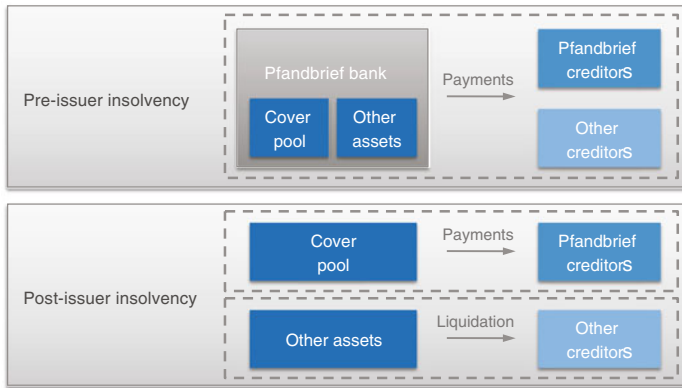 Pre-issuer insolvency
Pfandbrief bank
Cover
pool
Other
assets
Payments
Pfandbrief
creditors
Other
creditors
Post-issuer insolvency
Cover
pool
Payments
Pfandbrief
creditors
Other assets
Liquidation
Other
creditors